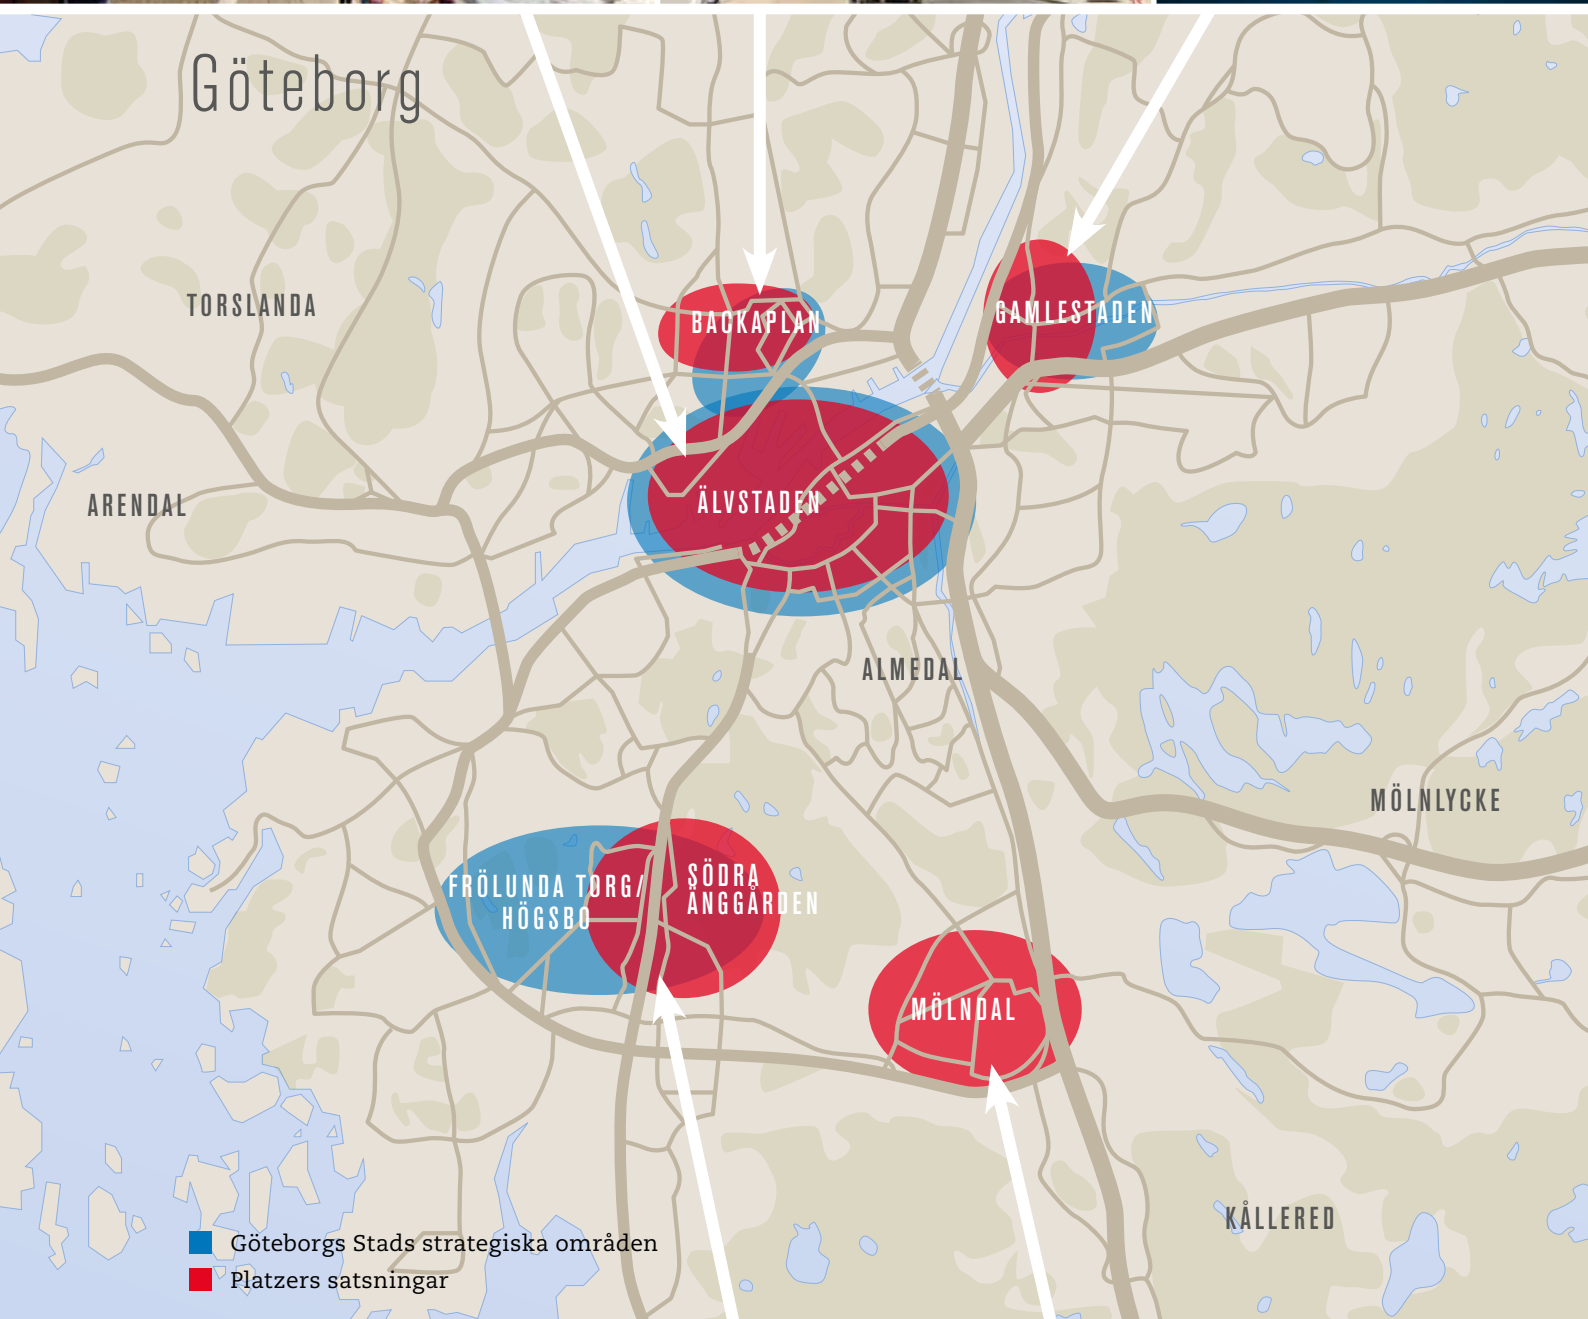 Göteborg
TORSLANDA
BACKAPLAN
GAMLESTADEN
ARENDAL
ÄLVSTADEN
ALMEDAL
MÖLNLYCKE
FRÖLUNDA TORG/
HÖGSBO
SÖDRA
ÄNGGÅRDEN
MÖLNDAL
KÅLLERED
Göteborgs Stads strategiska områden
Platzers satsningar